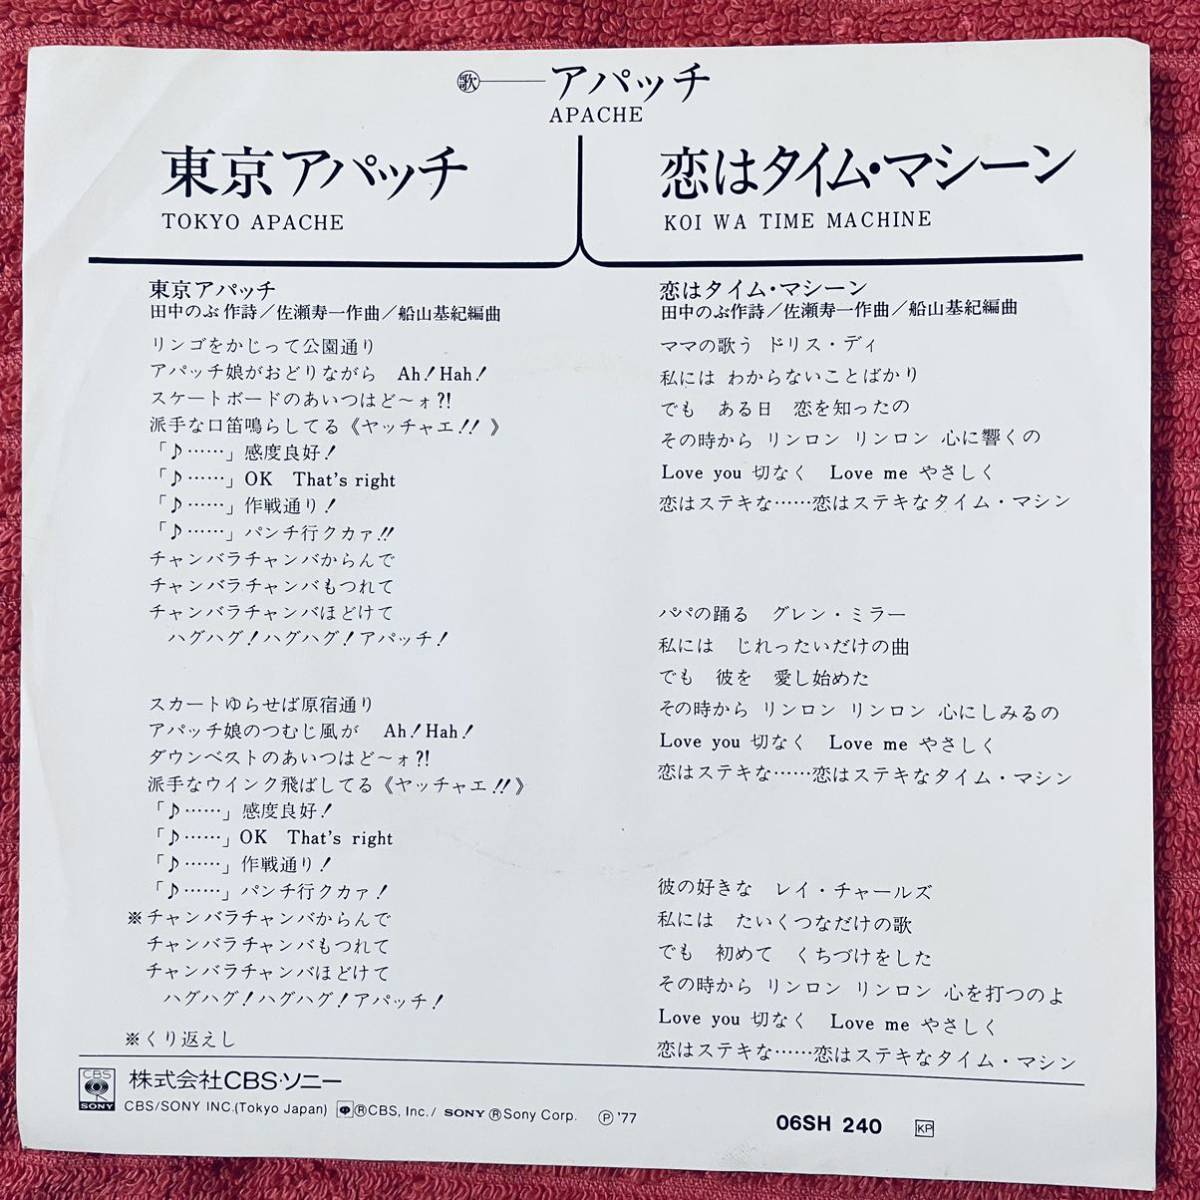 歌 アパッチ
APACHE
東京アパッチ
TOKYO APACHE
恋はタイム・マシーン
KOI WA TIME MACHINE
東京アパッチ
田中のぶ作詩/佐瀬寿一作曲/船山基紀編曲
リンゴをかじって公園通り
アパッチ娘がおどりながら Ah!Hah!
スケートボードのあいつはど〜ォ?!
派手な口笛鳴らしてる《ヤッチャエ!!》
「♪……」感度良好!
「♪……」OK That's right
「♪……」作戦通り!
「♪……」パンチ行クカァ!!
チャンバラチャンバからんで
チャンバラチャンバもつれて
チャンバラチャンバほどけて
ハグハグ!ハグハグ!アパッチ!
スカートゆらせば原宿通り
アパッチ娘のつむじ風が Ah!Hah!
ダウンベストのあいつはど〜ォ?!
派手なウインク飛ばしてる《ヤッチャエ!!》
「♪……」感度良好!
「♪……」OK That's right
「♪……」作戦通り!
「♪……」パンチ行クカァ!
※チャンバラチャンバからんで
チャンバラチャンバもつれて
チャンバラチャンバほどけて
ハグハグ!ハグハグ!アパッチ!
※くり返えし
恋はタイム・マシーン
田中のぶ作詩/佐瀬寿一作曲/船山基紀編曲
ママの歌う ドリス・ディ
私には わからないことばかり
でも ある日 恋を知ったの
その時から リンロン リンロン 心に響くの
Love you 切なく Love me やさしく
恋はステキな……恋はステキなタイム・マシン
パパの踊る グレン・ミラー
私には じれったいだけの曲
でも 彼を 愛し始めた
その時から リンロン リンロン 心にしみるの
Love you 切なく Love me やさしく
恋はステキな……恋はステキなタイム・マシン
彼の好きな レイ・チャールズ
私には たいくつなだけの歌
でも 初めて くちづけをした
その時から リンロン リンロン 心を打つのよ
Love you 切なく Love me やさしく
恋はステキな……恋はステキなタイム・マシン
CBS
SONY
株式会社CBS・ソニー
CBS/SONY INC.(Tokyo Japan) ®CBS, Inc./ SONY ®Sony Corp. Ⓟ'77
06SH 240 KP